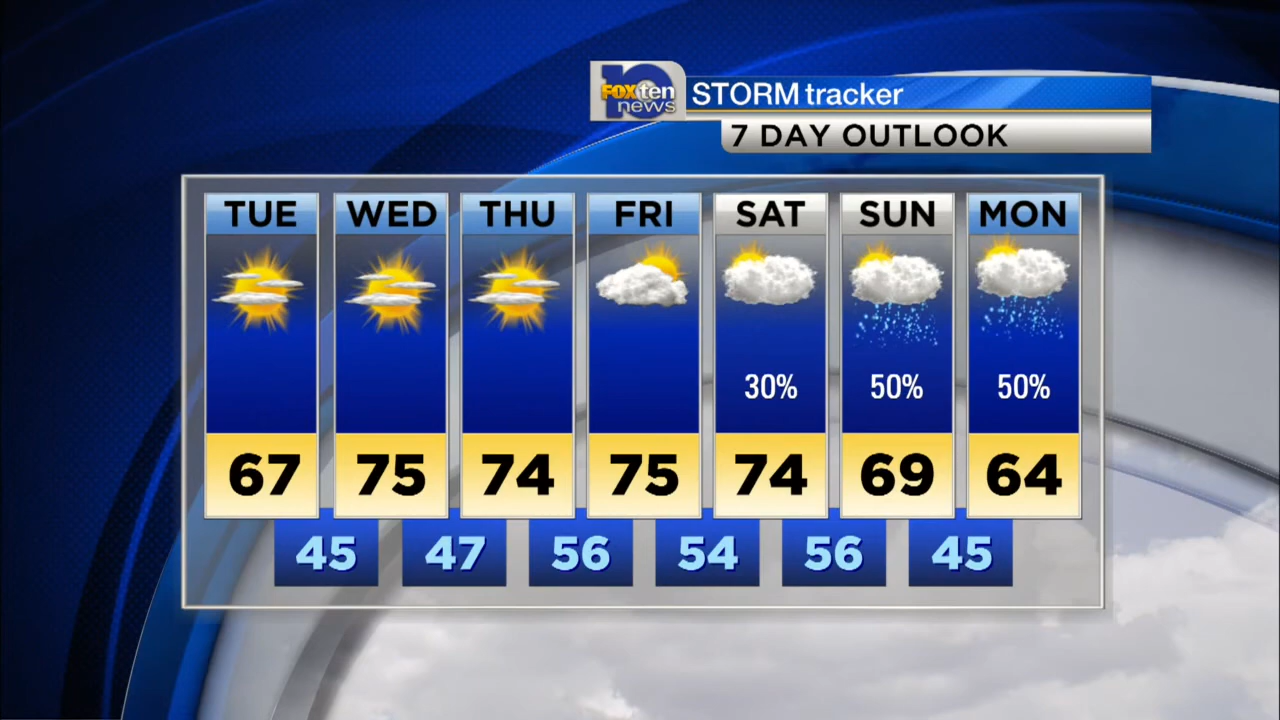 10
FOX ten
news
STORM tracker
7 DAY OUTLOOK
TUE WED THU FRI SAT SUN MON
30% 50% 50%
67 75 74 75 74 69 64
45 47 56 54 56 45